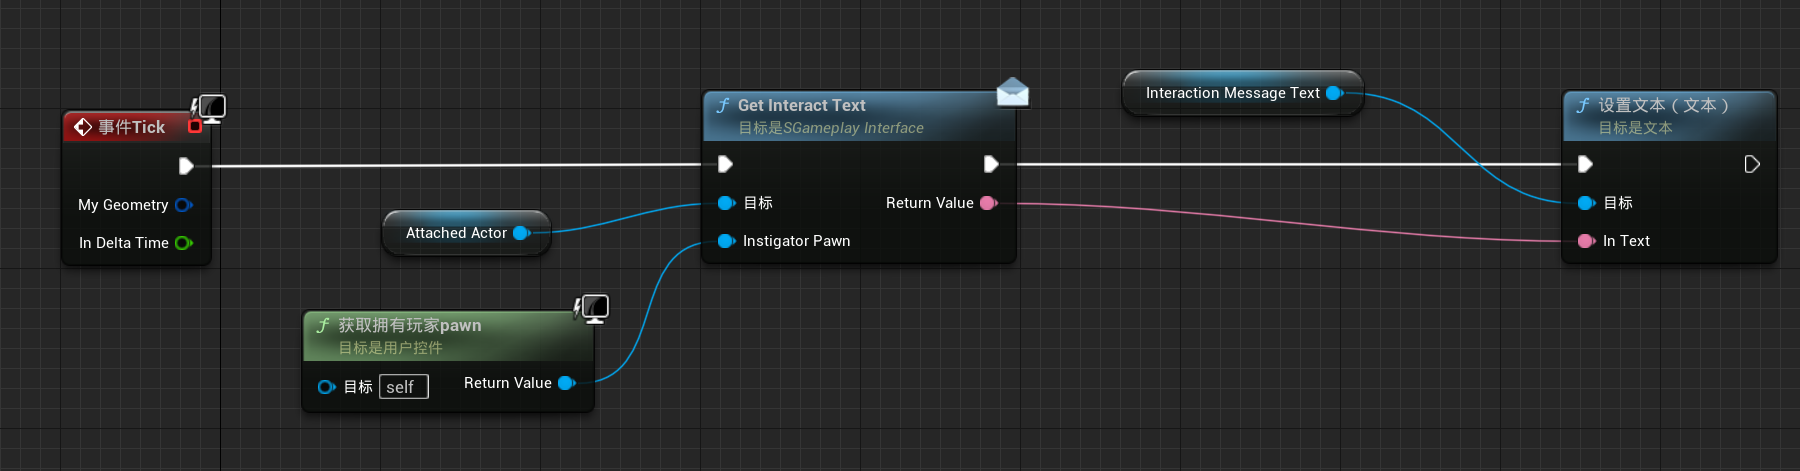 事件Tick
My Geometry
In Delta Time
Attached Actor
获取拥有玩家pawn
目标是用户控件
目标 self
Return Value
Get Interact Text
目标是SGameplay Interface
目标
Return Value
Instigator Pawn
Interaction Message Text
设置文本（文本）
目标是文本
目标
In Text